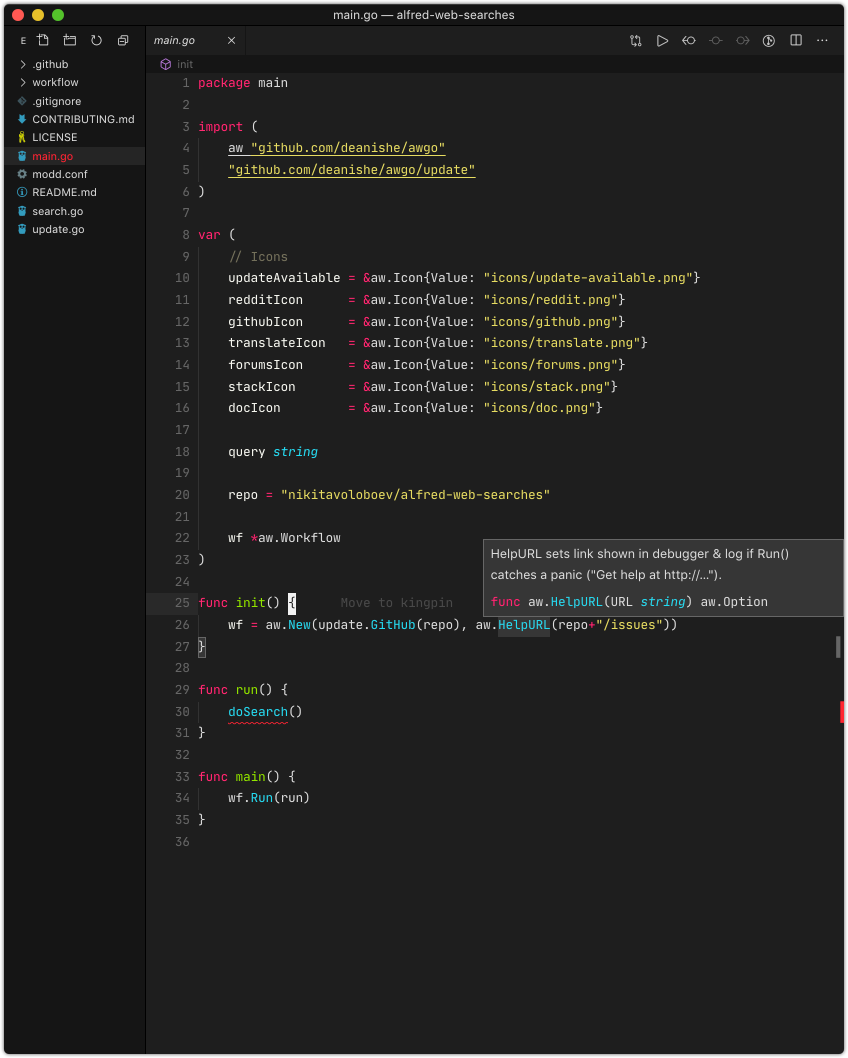 main.go — alfred-web-searches
E
main.go
.github
workflow
.gitignore
CONTRIBUTING.md
LICENSE
main.go
modd.conf
README.md
search.go
update.go
init
1 package main
2
3 import (
4     aw "github.com/deanishe/awgo"
5     "github.com/deanishe/awgo/update"
6 )
7
8 var (
9     // Icons
10     updateAvailable = &aw.Icon{Value: "icons/update-available.png"}
11     redditIcon      = &aw.Icon{Value: "icons/reddit.png"}
12     githubIcon      = &aw.Icon{Value: "icons/github.png"}
13     translateIcon   = &aw.Icon{Value: "icons/translate.png"}
14     forumsIcon      = &aw.Icon{Value: "icons/forums.png"}
15     stackIcon       = &aw.Icon{Value: "icons/stack.png"}
16     docIcon         = &aw.Icon{Value: "icons/doc.png"}
17
18     query string
19
20     repo = "nikitavoloboev/alfred-web-searches"
21
22     wf *aw.Workflow
23 )
24
HelpURL sets link shown in debugger & log if Run()
catches a panic ("Get help at http://…").
func aw.HelpURL(URL string) aw.Option
25 func init() {      Move to kingpin
26     wf = aw.New(update.GitHub(repo), aw.HelpURL(repo+"/issues"))
27 }
28
29 func run() {
30     doSearch()
31 }
32
33 func main() {
34     wf.Run(run)
35 }
36